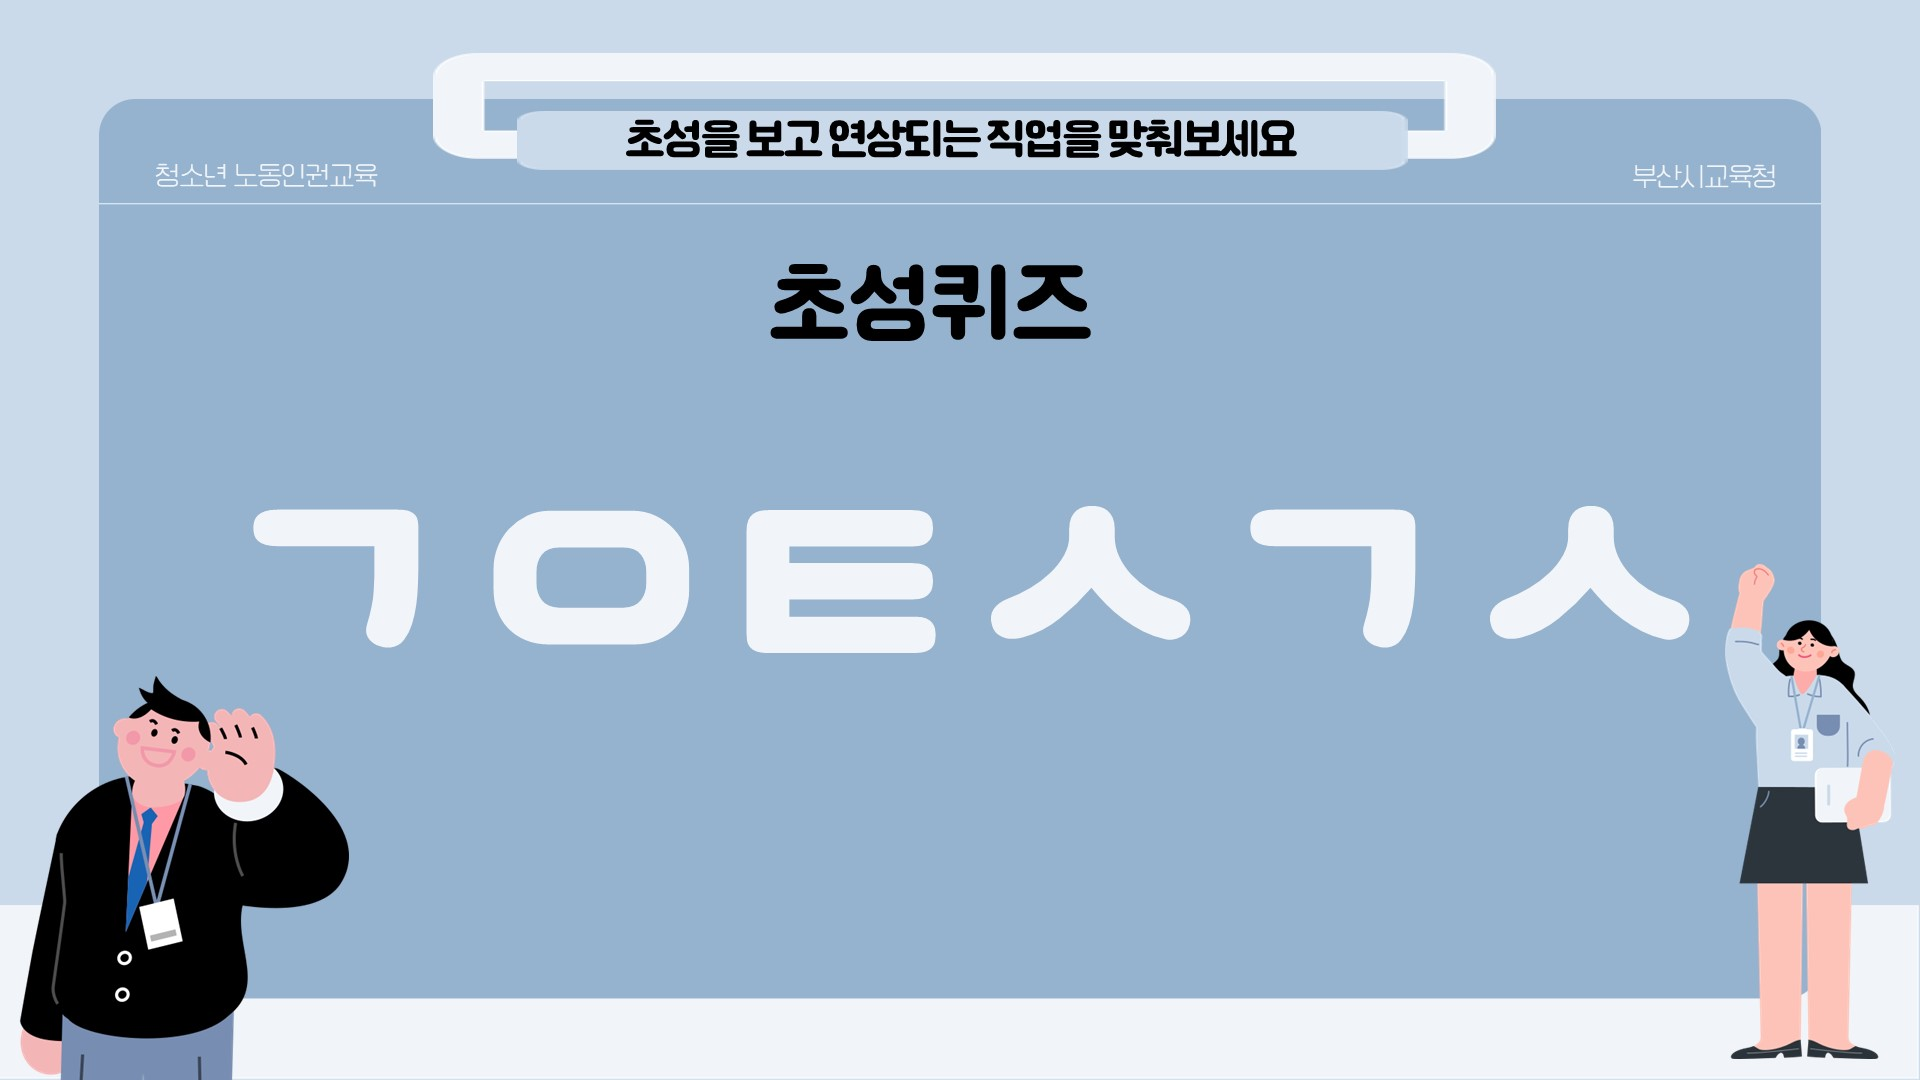 초성을 보고 연상되는 직업을 맞춰보세요
청소년 노동인권교육
부산시교육청
초성퀴즈
ㄱㅇㅌㅅㄱㅅ